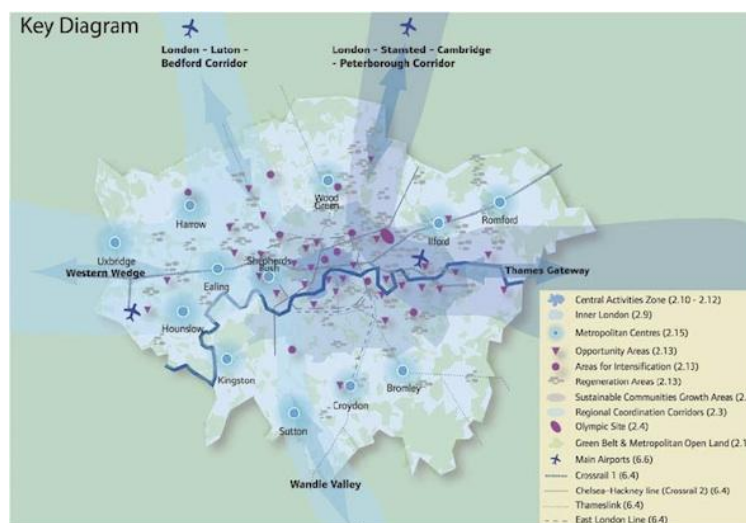 Key Diagram
London - Luton -
Bedford Corridor
London - Stansted - Cambridge
- Peterborough Corridor
Wood
Green
Harrow
Romford
Ilford
Uxbridge
Shepherds
Bush
Western Wedge
Ealing
Thames Gateway
Hounslow
Kingston
Bromley
Croydon
Sutton
Wandle Valley
Central Activities Zone (2.10 - 2.12)
Inner London (2.9)
Metropolitan Centres (2.15)
Opportunity Areas (2.13)
Areas for Intensification (2.13)
Regeneration Areas (2.13)
Sustainable Communities Growth Areas (2.
Regional Coordination Corridors (2.3)
Olympic Site (2.4)
Green Belt & Metropolitan Open Land (2.1
Main Airports (6.6)
Crossrail 1 (6.4)
Chelsea-Hackney line (Crossrail 2) (6.4)
Thameslink (6.4)
East London Line (6.4)